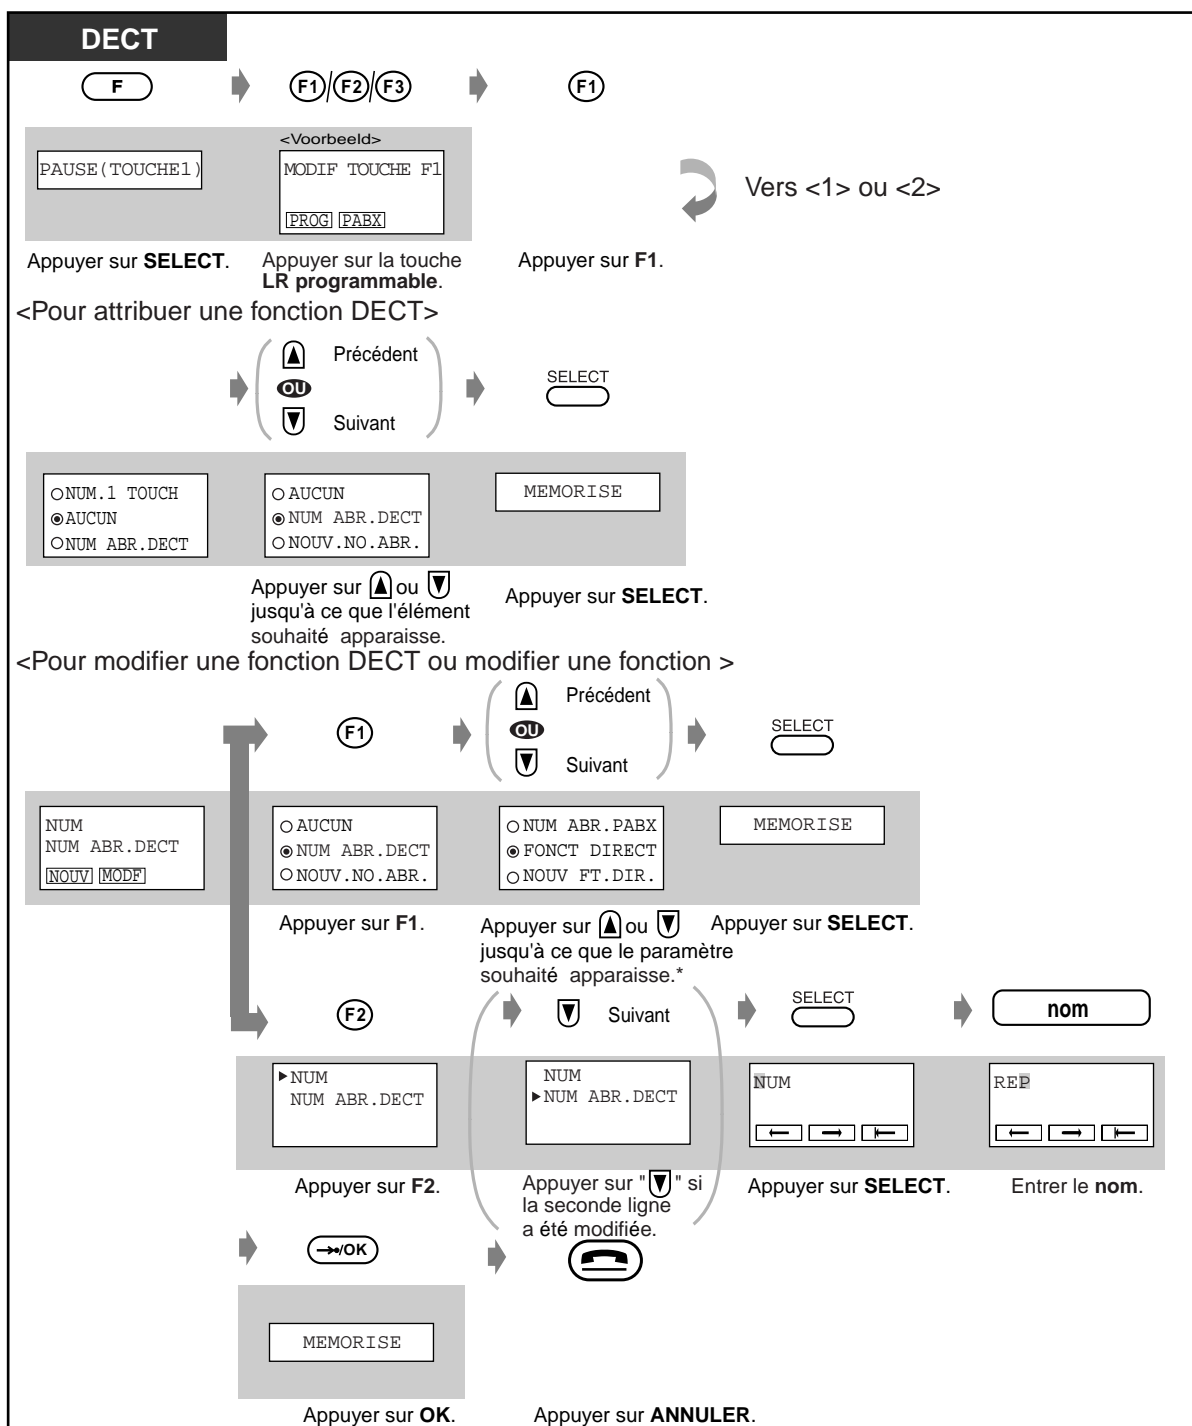 DECT
F
F1/F2/F3
F1
<Voorbeeld>
PAUSE(TOUCHE1)
MODIF TOUCHE F1
PROG PABX
Vers <1> ou <2>
Appuyer sur SELECT.
Appuyer sur la touche
LR programmable.
Appuyer sur F1.
<Pour attribuer une fonction DECT>
Précédent
OU
Suivant
SELECT
NUM.1 TOUCH
AUCUN
NUM ABR.DECT
AUCUN
NUM ABR.DECT
NOUV.NO.ABR.
MEMORISE
Appuyer sur ou
jusqu'à ce que l'élément
souhaité apparaisse.
Appuyer sur SELECT.
<Pour modifier une fonction DECT ou modifier une fonction >
F1
Précédent
OU
Suivant
SELECT
NUM
NUM ABR.DECT
NOUV MODF
AUCUN
NUM ABR.DECT
NOUV.NO.ABR.
NUM ABR.PABX
FONCT DIRECT
NOUV FT.DIR.
MEMORISE
Appuyer sur F1.
Appuyer sur ou
jusqu'à ce que le paramètre
souhaité apparaisse.*
Appuyer sur SELECT.
F2
Suivant
SELECT
nom
NUM
NUM ABR.DECT
NUM
NUM ABR.DECT
NUM
REP
Appuyer sur F2.
Appuyer sur " " si
la seconde ligne
a été modifiée.
Appuyer sur SELECT.
Entrer le nom.
/OK
MEMORISE
Appuyer sur OK.
Appuyer sur ANNULER.